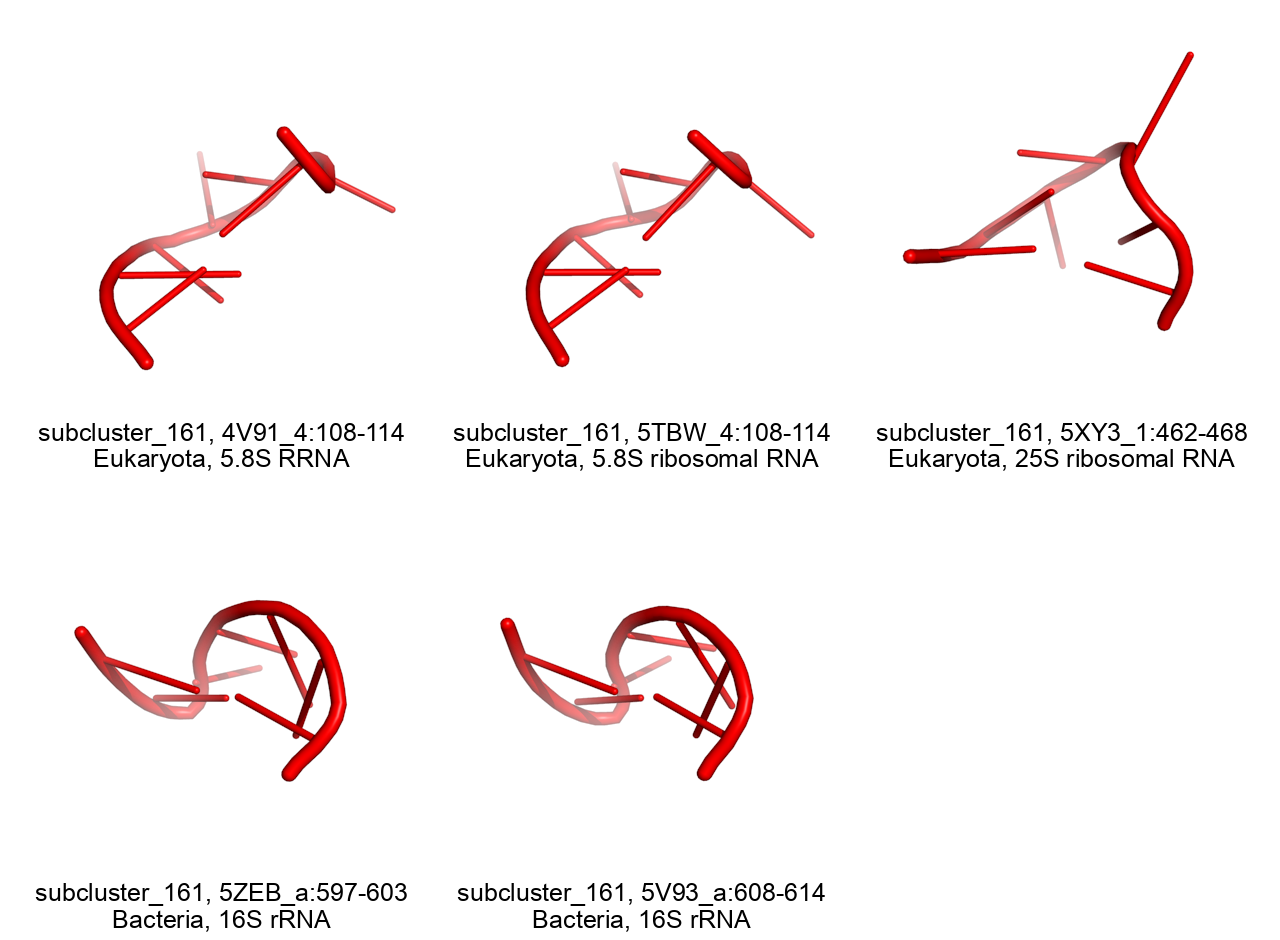 subcluster_161, 4V91_4:108-114
Eukaryota, 5.8S RRNA
subcluster_161, 5TBW_4:108-114
Eukaryota, 5.8S ribosomal RNA
subcluster_161, 5XY3_1:462-468
Eukaryota, 25S ribosomal RNA
subcluster_161, 5ZEB_a:597-603
Bacteria, 16S rRNA
subcluster_161, 5V93_a:608-614
Bacteria, 16S rRNA